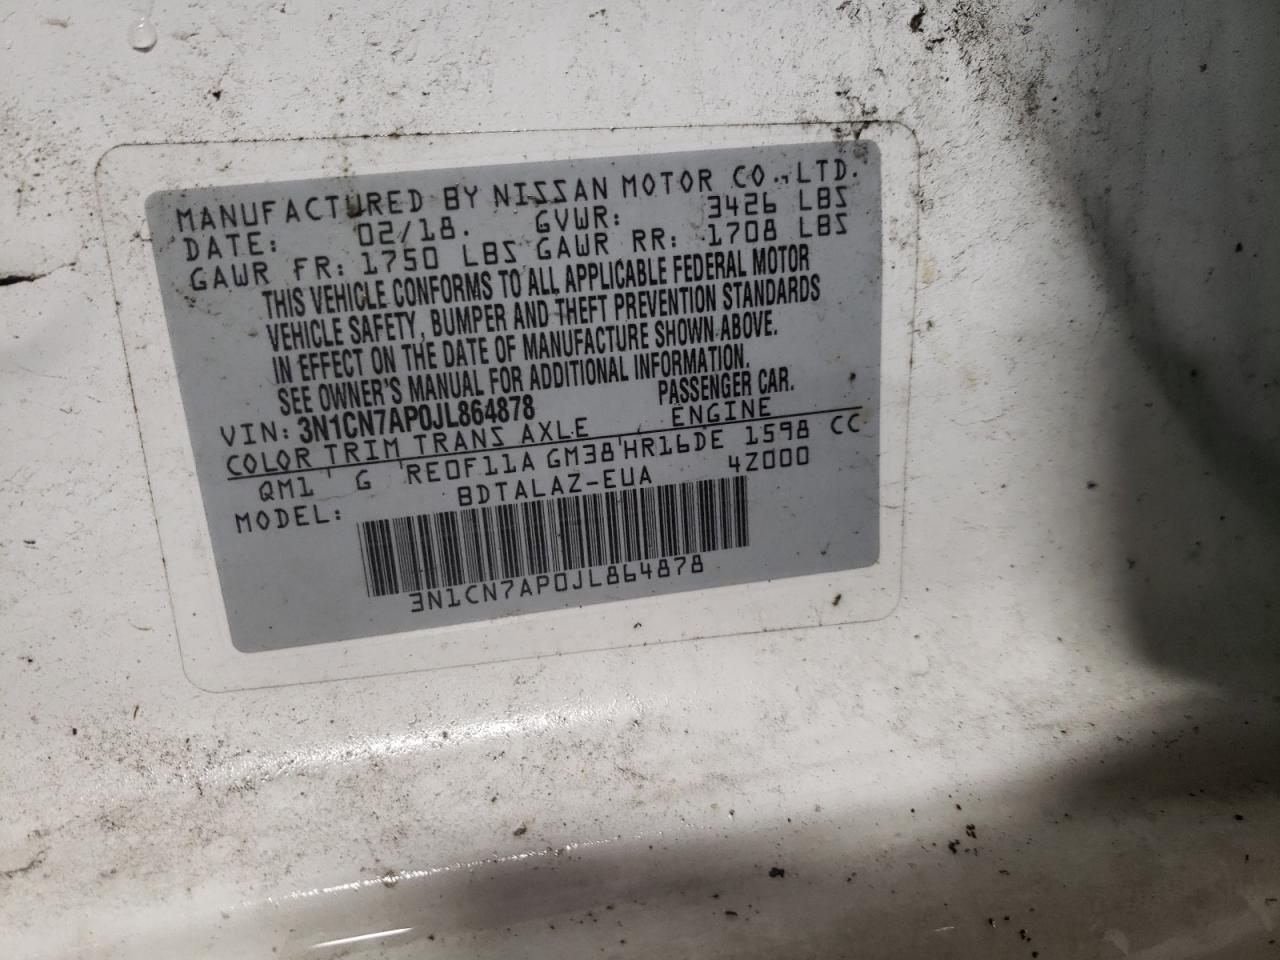 MANUFACTURED BY NISSAN MOTOR CO., LTD.
DATE: 02/18. GVWR: 3426 LBS
GAWR FR: 1750 LBS GAWR RR: 1708 LBS
THIS VEHICLE CONFORMS TO ALL APPLICABLE FEDERAL MOTOR
VEHICLE SAFETY, BUMPER AND THEFT PREVENTION STANDARDS
IN EFFECT ON THE DATE OF MANUFACTURE SHOWN ABOVE.
SEE OWNER'S MANUAL FOR ADDITIONAL INFORMATION.
VIN: 3N1CN7AP0JL864878 PASSENGER CAR.
COLOR TRIM TRANS AXLE ENGINE
QM1 ' G 'RE0F11A GM38'HR16DE 1598 CC
MODEL: BDTALAZ-EUA 4Z000
3N1CN7AP0JL864878